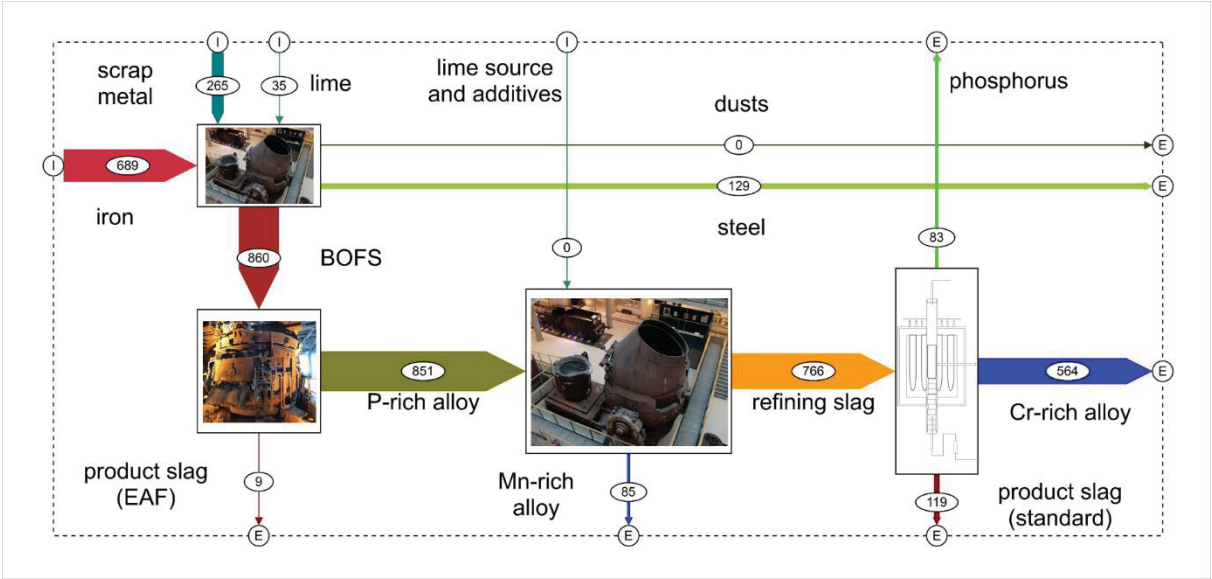 I
I
I
E
scrap
metal
265
35
lime
lime source
and additives
phosphorus
dusts
0
E
I
689
iron
129
E
steel
860
BOFS
0
83
851
P-rich alloy
766
refining slag
564
E
Cr-rich alloy
product slag
(EAF)
9
Mn-rich
alloy
85
119
product slag
(standard)
E
E
E